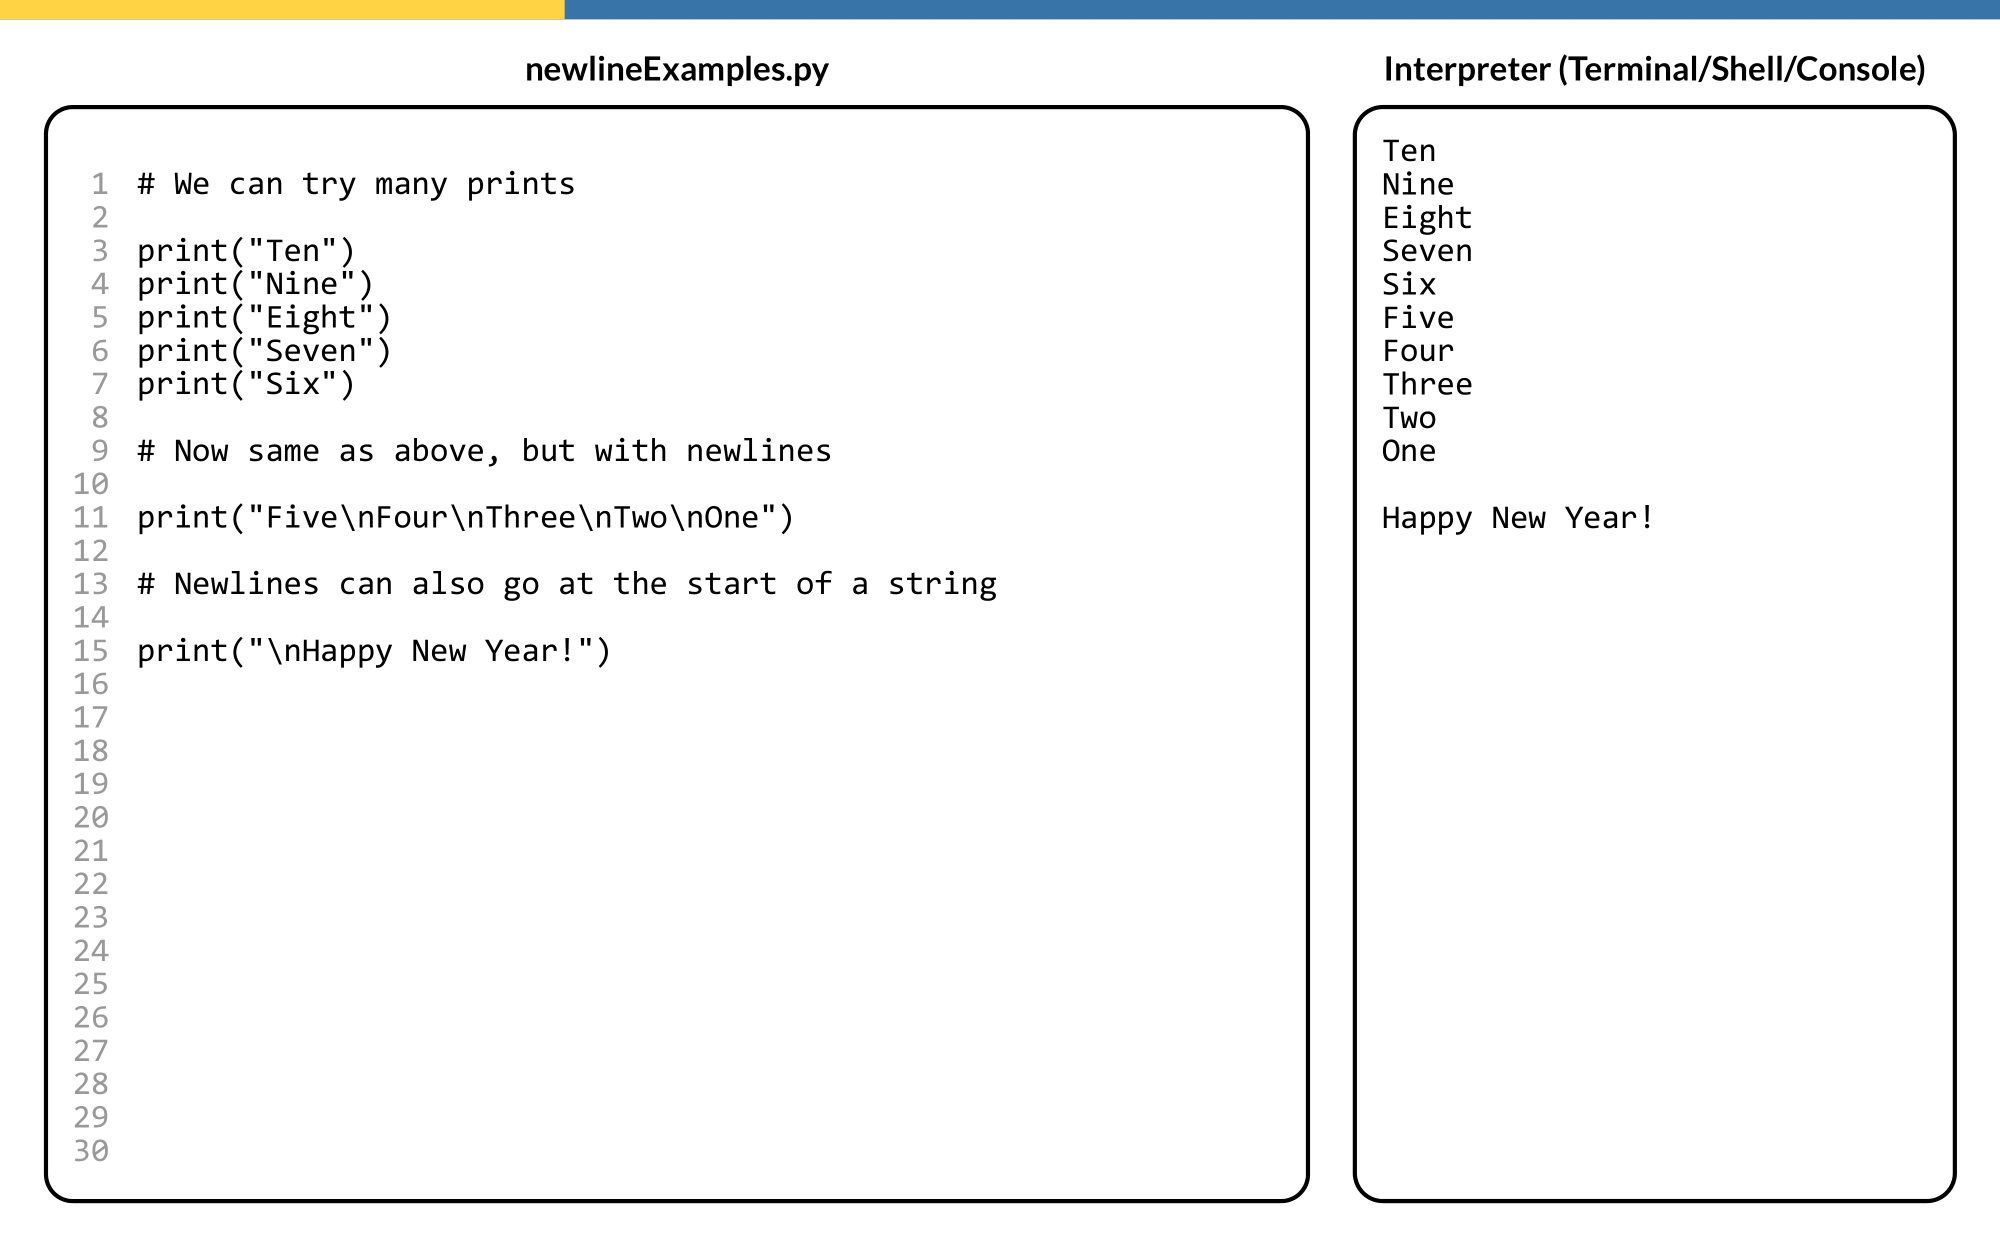 newlineExamples.py
1 # We can try many prints
2
3 print("Ten")
4 print("Nine")
5 print("Eight")
6 print("Seven")
7 print("Six")
8
9 # Now same as above, but with newlines
10
11 print("Five\nFour\nThree\nTwo\nOne")
12
13 # Newlines can also go at the start of a string
14
15 print("\nHappy New Year!")
16
17
18
19
20
21
22
23
24
25
26
27
28
29
30
Interpreter (Terminal/Shell/Console)
Ten
Nine
Eight
Seven
Six
Five
Four
Three
Two
One

Happy New Year!